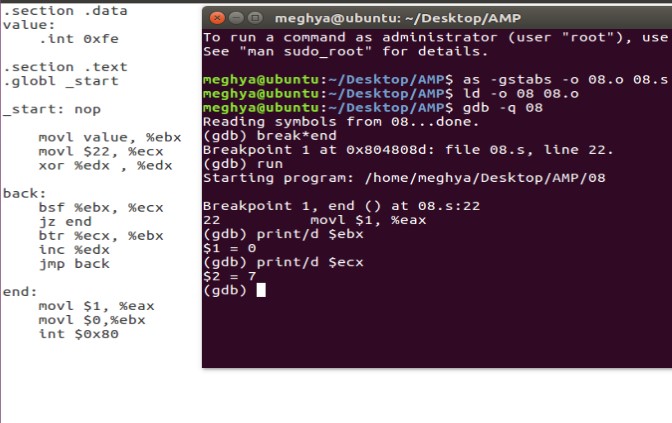 .section .data
value:
.int 0xfe
.section .text
.globl _start
_start: nop
movl value, %ebx
movl $22, %ecx
xor %edx , %edx
back:
bsf %ebx, %ecx
jz end
btr %ecx, %ebx
inc %edx
jmp back
end:
movl $1, %eax
movl $0,%ebx
int $0x80
meghya@ubuntu: ~/Desktop/AMP
To run a command as administrator (user "root"), use
See "man sudo_root" for details.
meghya@ubuntu:~/Desktop/AMP$ as -gstabs -o 08.o 08.s
meghya@ubuntu:~/Desktop/AMP$ ld -o 08 08.o
meghya@ubuntu:~/Desktop/AMP$ gdb -q 08
Reading symbols from 08...done.
(gdb) break*end
Breakpoint 1 at 0x804808d: file 08.s, line 22.
(gdb) run
Starting program: /home/meghya/Desktop/AMP/08
Breakpoint 1, end () at 08.s:22
22 movl $1, %eax
(gdb) print/d $ebx
$1 = 0
(gdb) print/d $ecx
$2 = 7
(gdb)